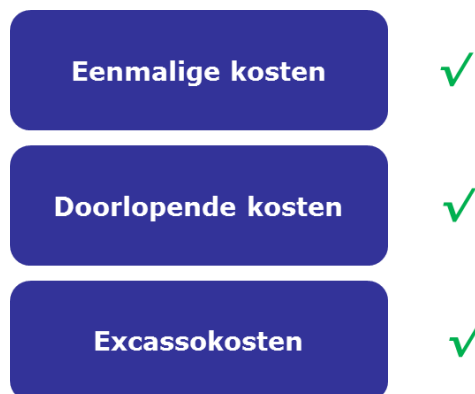 Eenmalige kosten √
Doorlopende kosten √
Excassokosten √